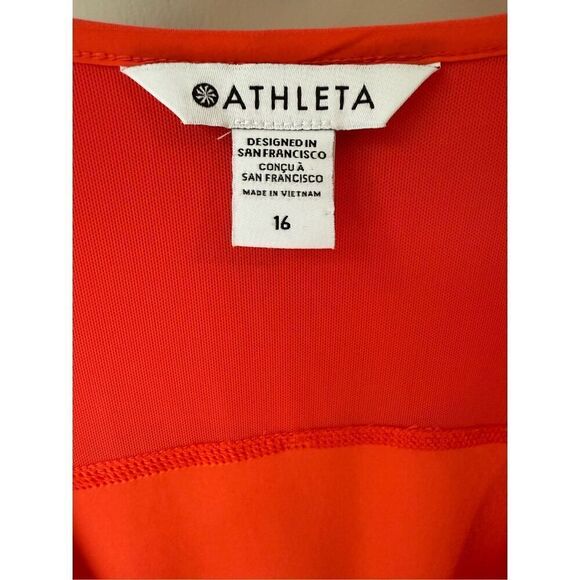 ATHLETA
DESIGNED IN
SAN FRANCISCO
CONÇU À
SAN FRANCISCO
MADE IN VIETNAM
16